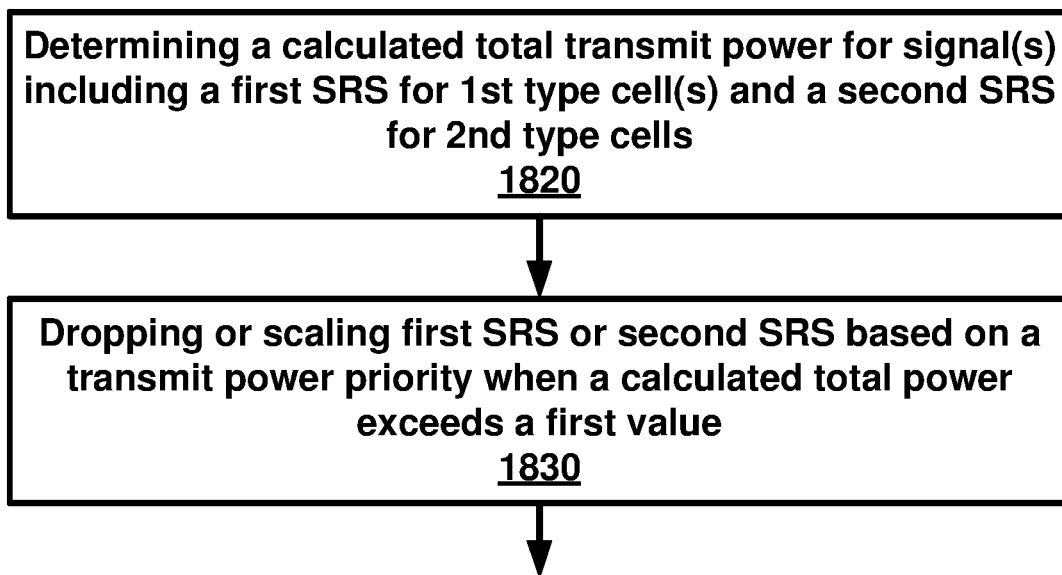 Determining a calculated total transmit power for signal(s)
including a first SRS for 1st type cell(s) and a second SRS
for 2nd type cells
1820
Dropping or scaling first SRS or second SRS based on a
transmit power priority when a calculated total power
exceeds a first value
1830